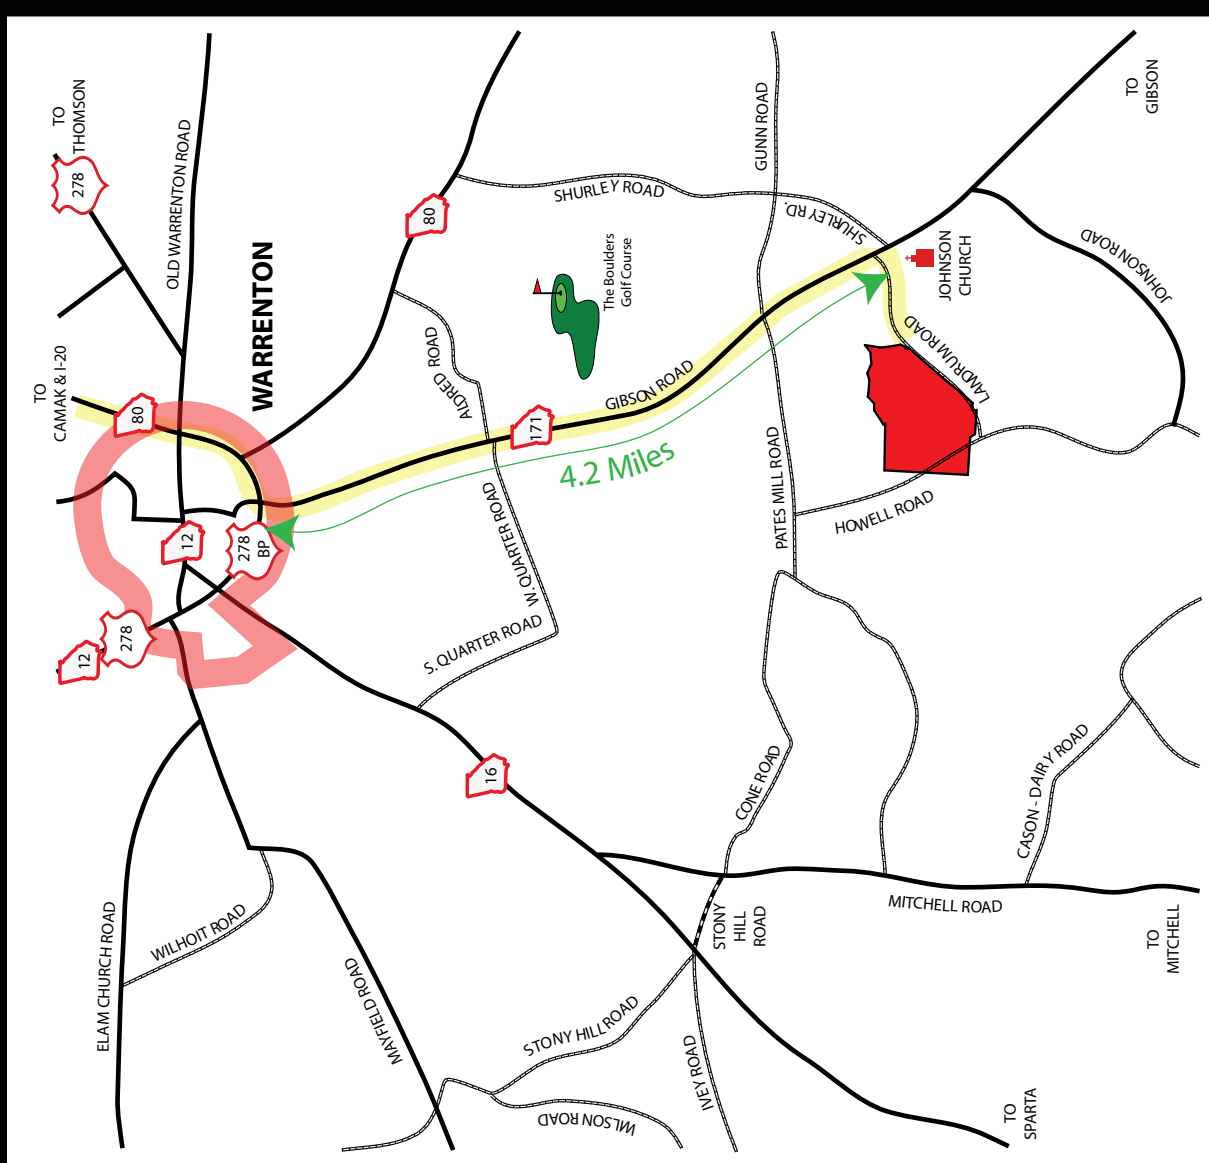 TO
THOMSON
278
OLD WARRENTON ROAD
TO
CAMAK & I-20
80
WARRENTON
80
SHURLEY ROAD
GUNN ROAD
TO
GIBSON
SHURLEY RD.
JOHNSON
CHURCH
JOHNSON ROAD
The Boulders
Golf Course
ALDRED ROAD
GIBSON ROAD
171
4.2 Miles
LANDRUM ROAD
PATES MILL ROAD
HOWELL ROAD
W. QUARTER ROAD
S. QUARTER ROAD
12
278
BP
278
12
16
CONE ROAD
CASON - DAIRY ROAD
MITCHELL ROAD
TO
MITCHELL
STONY
HILL
ROAD
ELAM CHURCH ROAD
WILHOIT ROAD
MAYFIELD ROAD
STONY HILL ROAD
IVEY ROAD
WILSON ROAD
TO
SPARTA